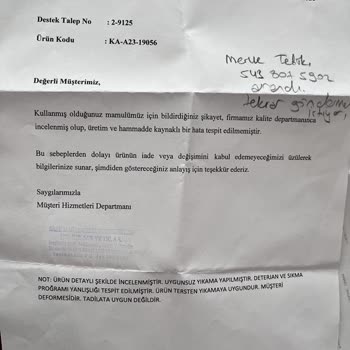 Destek Talep No : 2-9125
Ürün Kodu : KA-A23-19056
Merve Tetik,
543 307 5902
arandı.
tekrar
istiyor,
Değerli Müşterimiz,
Kullanmış olduğunuz mamulümüz için bildirdiğiniz şikayet, firmamız kalite departmanınca
incelenmiş olup, üretim ve hammadde kaynaklı bir hata tespit edilmemiştir.
Bu sebeplerden dolayı ürünün iade veya değişimini kabul edemeyeceğimizi üzülerek
bilgilerinize sunar, şimdiden göstereceğiniz anlayış için teşekkür ederiz.
Saygılarımızla
Müşteri Hizmetleri Departmanı
NOT: ÜRÜN DETAYLI ŞEKİLDE İNCELENMİŞTİR. UYGUNSUZ YIKAMA YAPILMIŞTIR. DETERJAN VE SIKMA
PROGRAMI YANLIŞLIĞI TESPİT EDİLMİŞTİR. ÜRÜN TERSTEN YIKAMAYA UYGUNDUR. MÜŞTERİ
DEFORMESİDİR. TADİLATA UYGUN DEĞİLDİR.